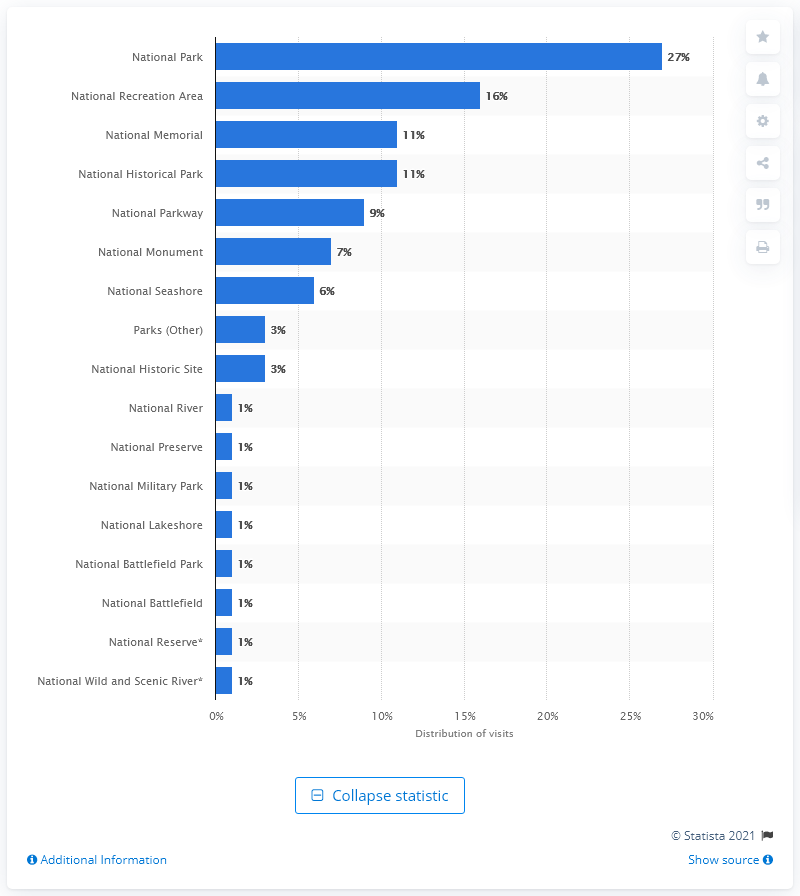 National Park 27%
National Recreation Area 16%
National Memorial 11%
National Historical Park 11%
National Parkway 9%
National Monument 7%
National Seashore 6%
Parks (Other) 3%
National Historic Site 3%
National River 1%
National Preserve 1%
National Military Park 1%
National Lakeshore 1%
National Battlefield Park 1%
National Battlefield 1%
National Reserve* 1%
National Wild and Scenic River* 1%
0% 5% 10% 15% 20% 25% 30%
Distribution of visits
Collapse statistic
© Statista 2021
Additional Information Show source